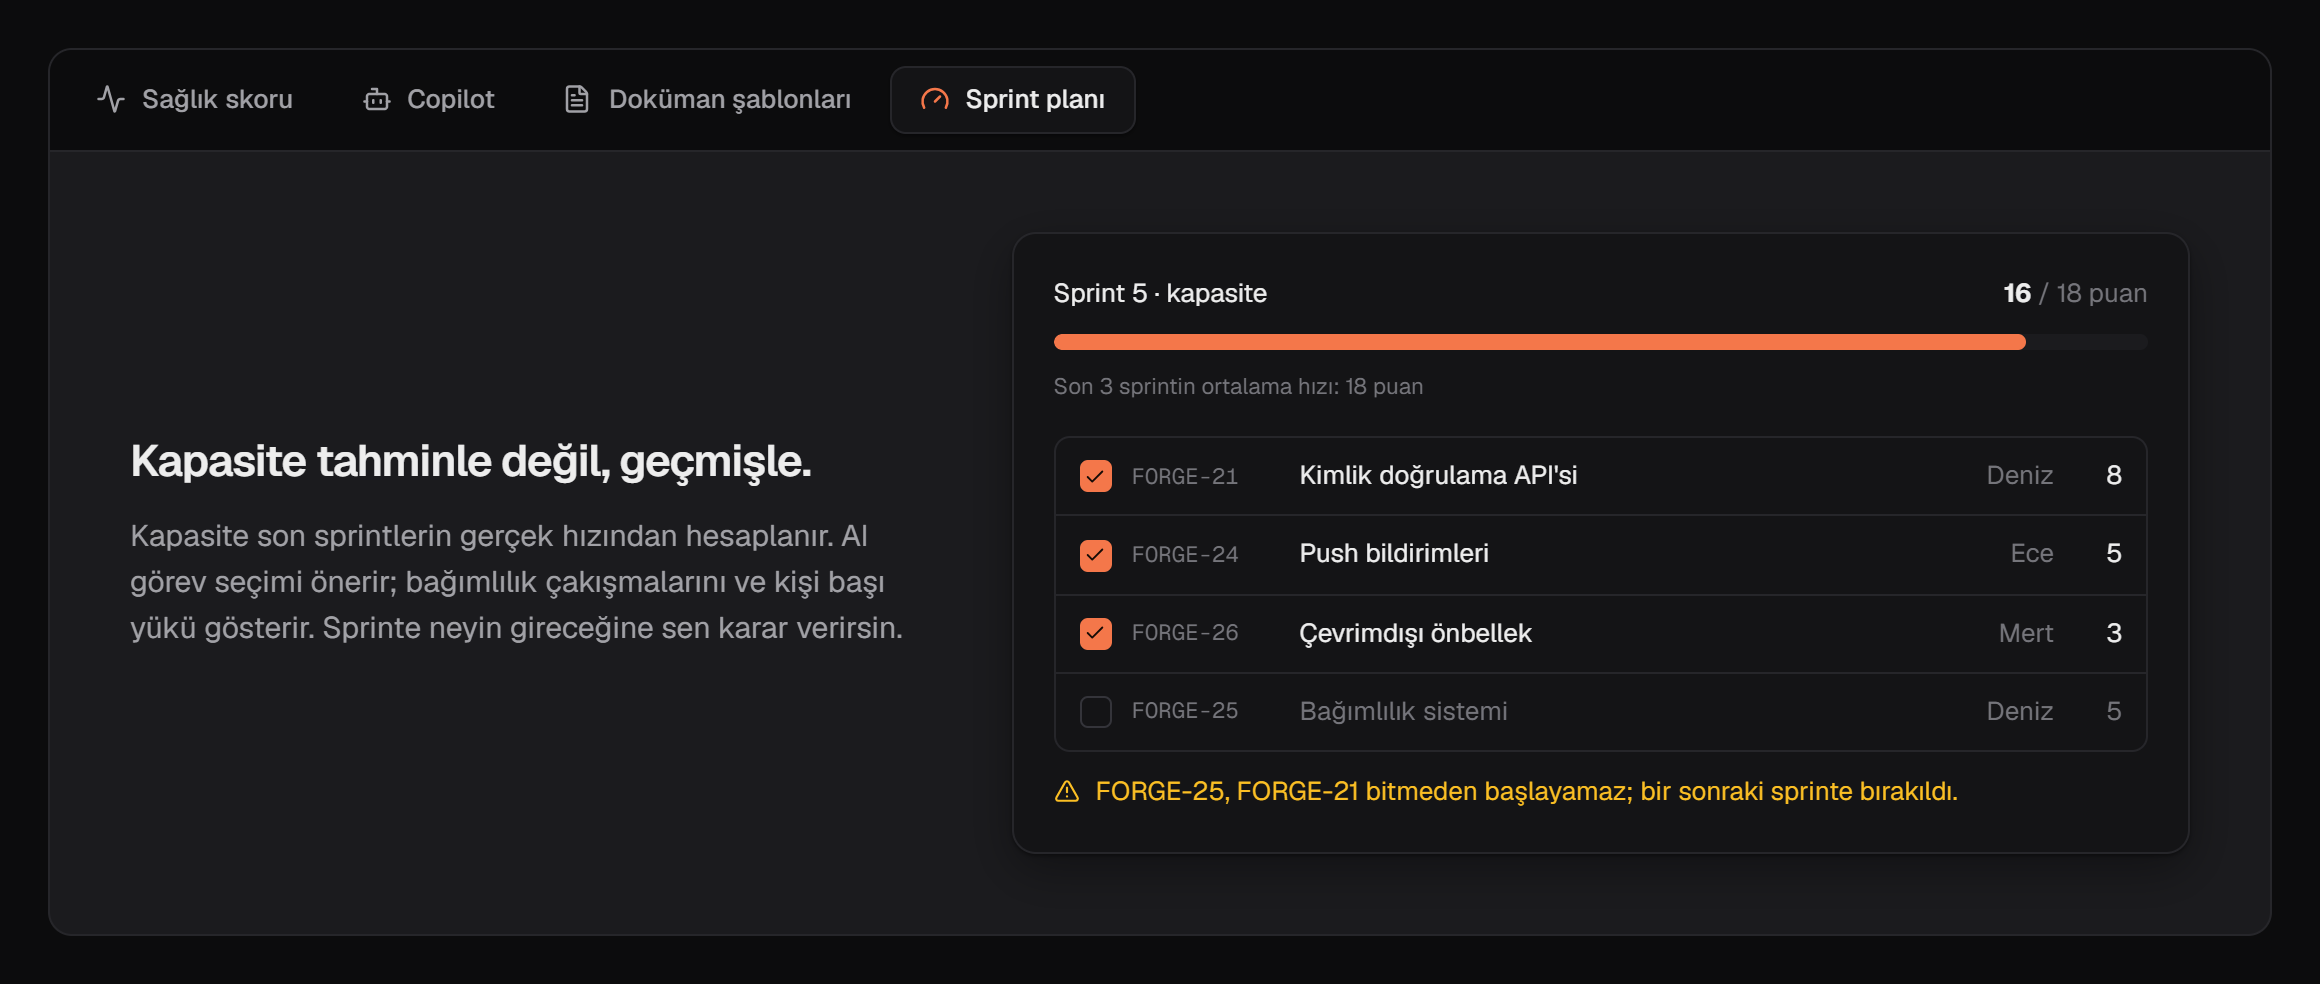 Sağlık skoru
Copilot
Doküman şablonları
Sprint planı
Kapasite tahminle değil, geçmişle.
Kapasite son sprintlerin gerçek hızından hesaplanır. AI
görev seçimi önerir; bağımlılık çakışmalarını ve kişi başı
yükü gösterir. Sprinte neyin gireceğine sen karar verirsin.
Sprint 5 · kapasite 16 / 18 puan
Son 3 sprintin ortalama hızı: 18 puan
FORGE-21 Kimlik doğrulama API'si Deniz 8
FORGE-24 Push bildirimleri Ece 5
FORGE-26 Çevrimdışı önbellek Mert 3
FORGE-25 Bağımlılık sistemi Deniz 5
FORGE-25, FORGE-21 bitmeden başlayamaz; bir sonraki sprinte bırakıldı.